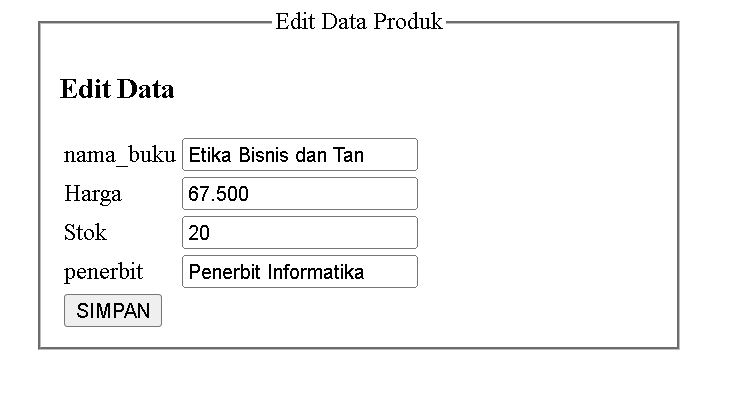 Edit Data Produk
Edit Data
nama_buku Etika Bisnis dan Tan
Harga 67.500
Stok 20
penerbit Penerbit Informatika
SIMPAN